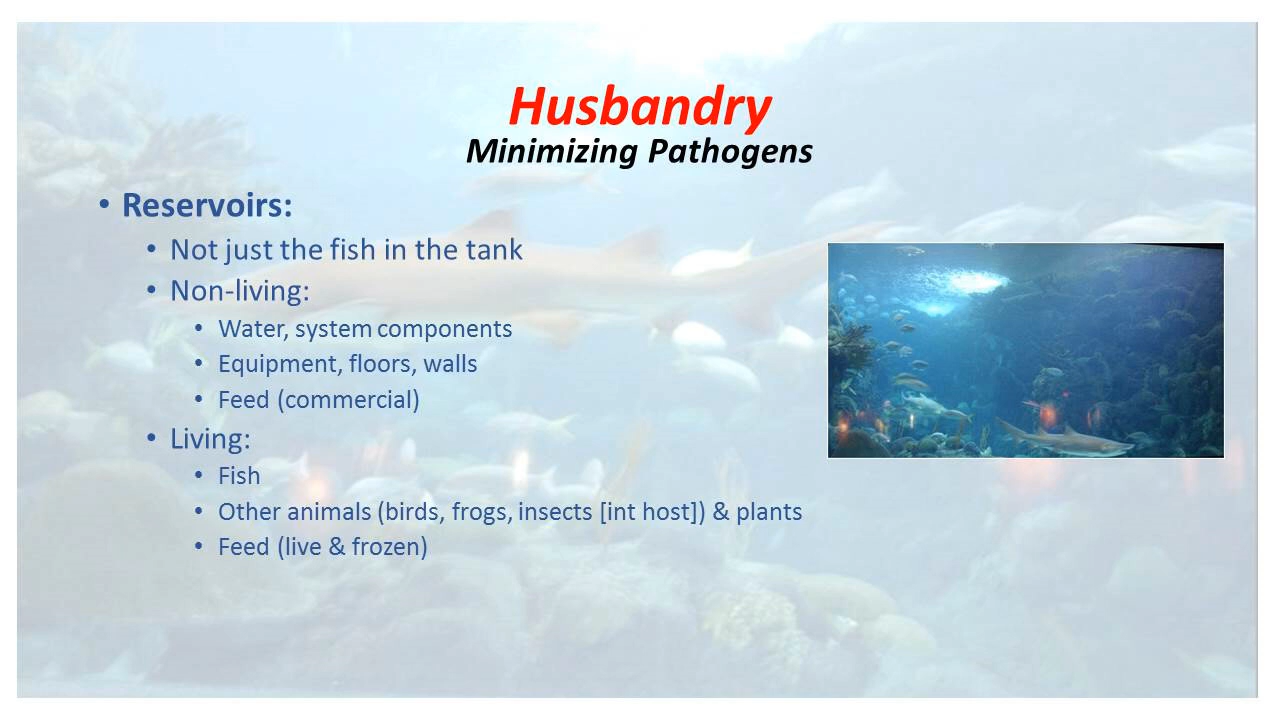 Husbandry
Minimizing Pathogens
• Reservoirs:
• Not just the fish in the tank
• Non-living:
• Water, system components
• Equipment, floors, walls
• Feed (commercial)
• Living:
• Fish
• Other animals (birds, frogs, insects [int host]) & plants
• Feed (live & frozen)